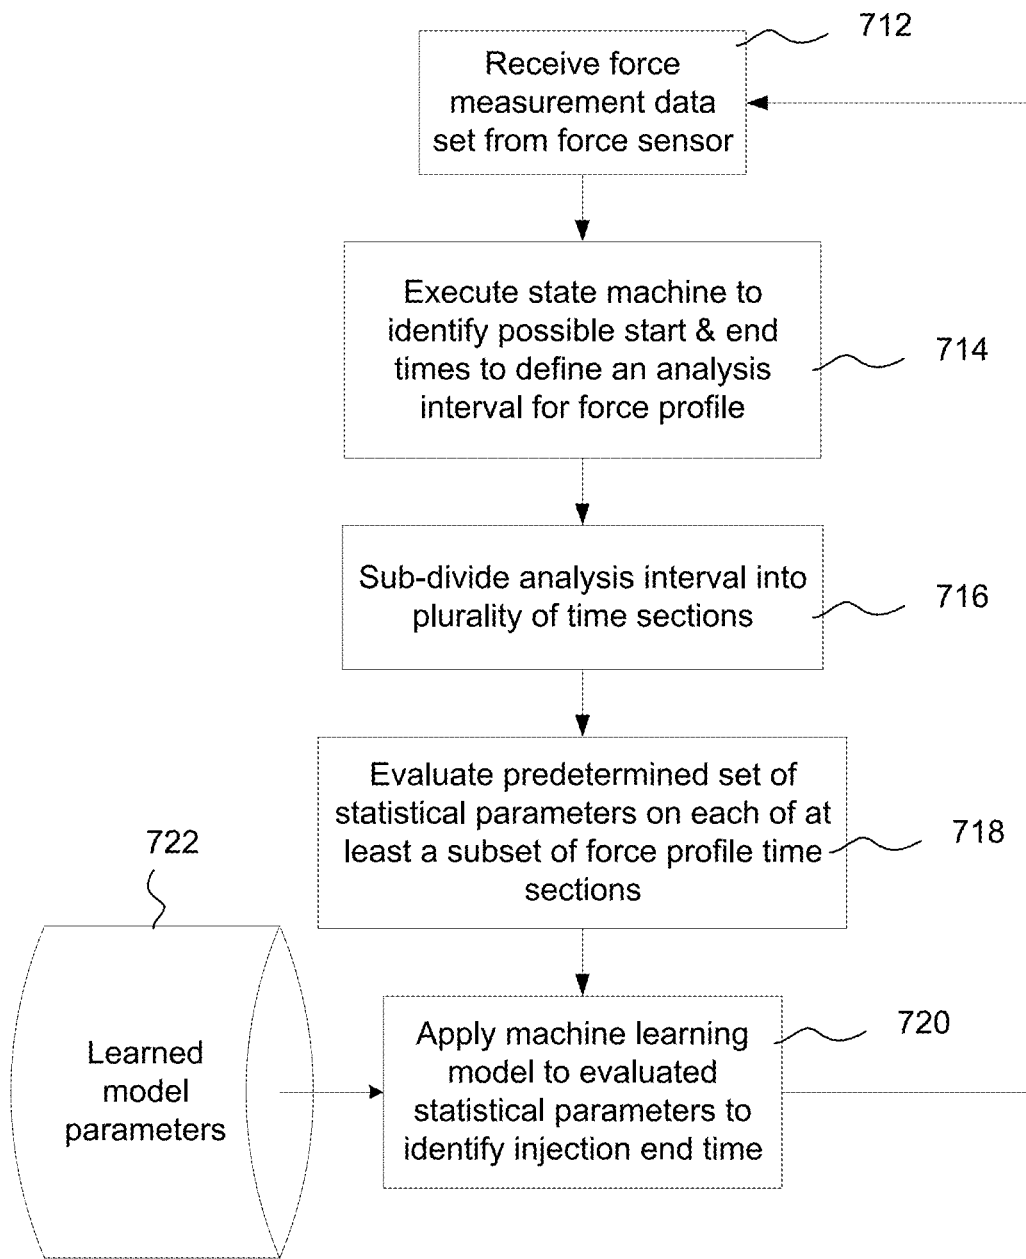 712
Receive force
measurement data
set from force sensor
Execute state machine to
identify possible start & end
times to define an analysis
interval for force profile
714
Sub-divide analysis interval into
plurality of time sections
716
Evaluate predetermined set of
statistical parameters on each of at
least a subset of force profile time
sections
718
722
Learned
model
parameters
Apply machine learning
model to evaluated
statistical parameters to
identify injection end time
720